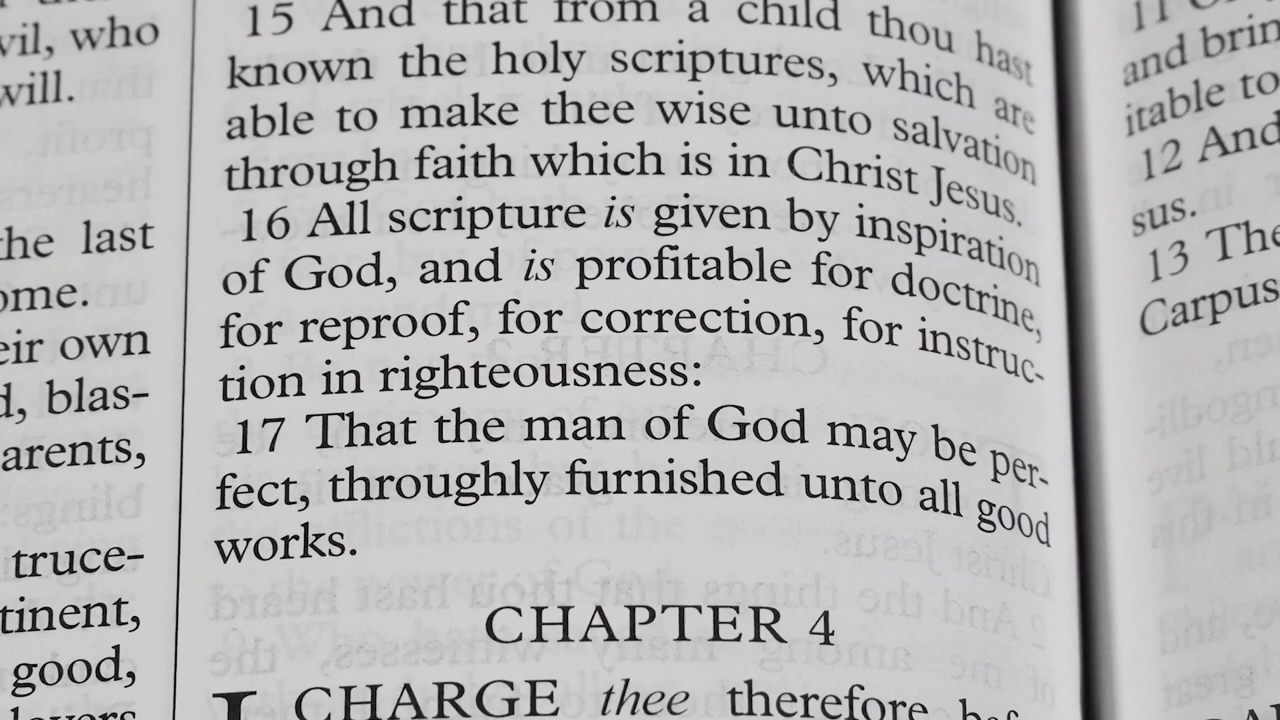 vil, who
will.
the last
ome.
eir own
d, blas-
arents,
truce-
tinent,
good,
lovers
15 And that from a child thou hast
known the holy scriptures, which are
able to make thee wise unto salvation
through faith which is in Christ Jesus.
16 All scripture is given by inspiration
of God, and is profitable for doctrine,
for reproof, for correction, for instruc-
tion in righteousness:
17 That the man of God may be per-
fect, throughly furnished unto all good
works.
CHAPTER 4
I CHARGE thee therefore bef
11
and brin
itable to
12 And
sus.
13 The
Carpus